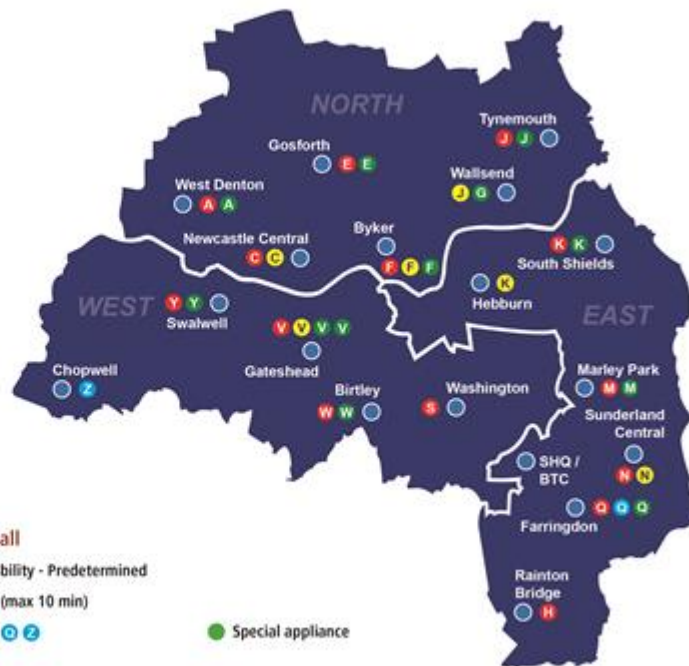 NORTH
Tynemouth
J J
Gosforth
E E
Wallsend
J G
West Denton
A A
Byker
Newcastle Central
F F F
C C
K K
South Shields
K
Hebburn
WEST
Y Y
Swalwell
EAST
V V V V
Gateshead
Chopwell
Z
Birtley
W W
Washington
S
Marley Park
M M
Sunderland
Central
N N
SHQ /
BTC
Q Q Q
Farringdon
Rainton
Bridge
H
all
bility - Predetermined
(max 10 min)
Q Z
Special appliance